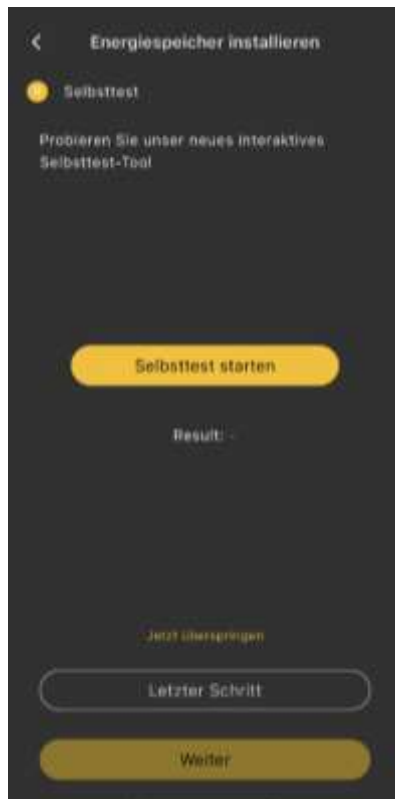 Energiespeicher installieren
Selbsttest
Probieren Sie unser neues interaktives
Selbsttest-Tool
Selbsttest starten
Result: -
Jetzt überspringen
Letzter Schritt
Weiter